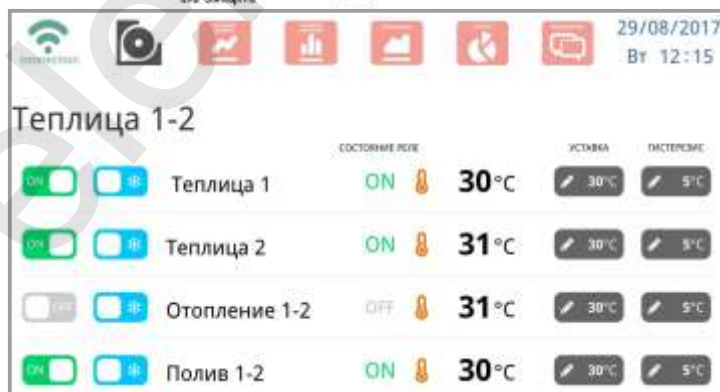 29/08/2017
Вт 12:15
Теплица 1-2
СОСТОЯНИЕ РЕЛЕ УСТАВКА ГИСТЕРЕЗИС
ON Теплица 1 ON 30°C 30°C 5°C
ON Теплица 2 ON 31°C 30°C 5°C
OFF Отопление 1-2 OFF 31°C 30°C 5°C
ON Полив 1-2 ON 30°C 30°C 5°C